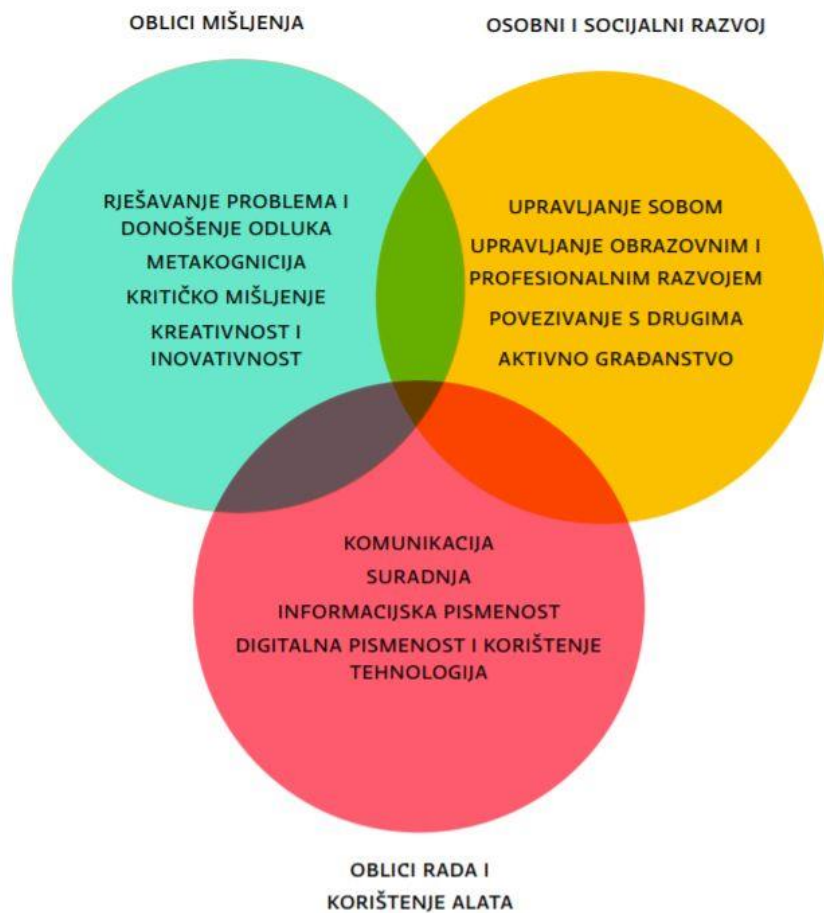 OBLICI MIŠLJENJA
OSOBNI I SOCIJALNI RAZVOJ
RJEŠAVANJE PROBLEMA I
DONOŠENJE ODLUKA
METAKOGNICIJA
KRITIČKO MIŠLJENJE
KREATIVNOST I
INOVATIVNOST
UPRAVLJANJE SOBOM
UPRAVLJANJE OBRAZOVNIM I
PROFESIONALNIM RAZVOJEM
POVEZIVANJE S DRUGIMA
AKTIVNO GRAĐANSTVO
KOMUNIKACIJA
SURADNJA
INFORMACIJSKA PISMENOST
DIGITALNA PISMENOST I KORIŠTENJE
TEHNOLOGIJA
OBLICI RADA I
KORIŠTENJE ALATA